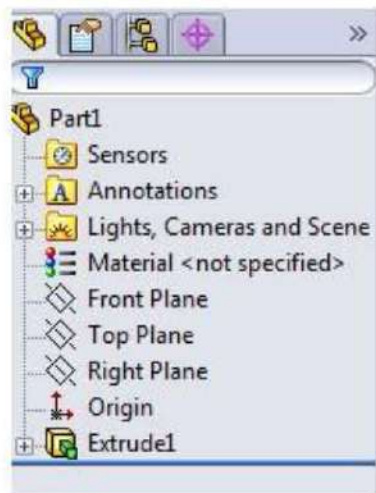 Part1
Sensors
A Annotations
Lights, Cameras and Scene
Material <not specified>
Front Plane
Top Plane
Right Plane
Origin
Extrude1